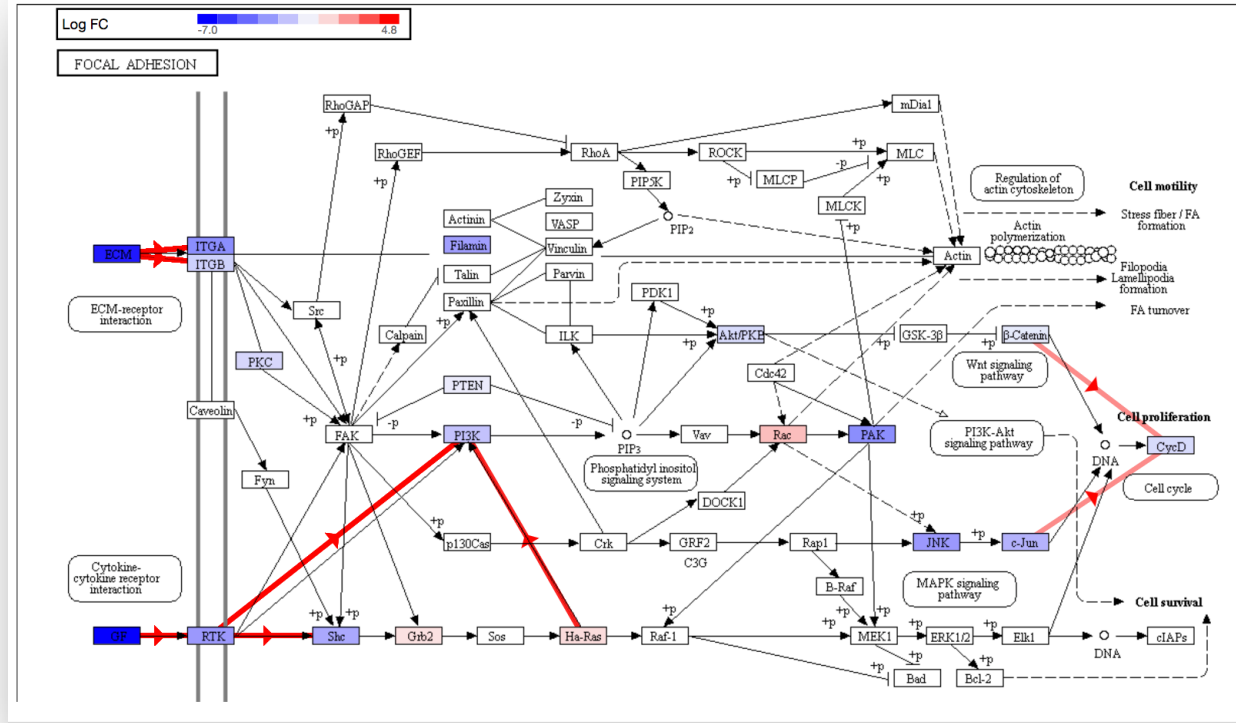 Log FC
-7.0
4.8
FOCAL ADHESION
RhoGAP
mDia1
+p
RhoGEF
RhoA
ROCK
+p
MLC
-p
+p
MLCP
+p
+p
PIP5K
MLCK
+p
Regulation of
actin cytoskeleton
Cell motility
Zyxin
Actinin
VASP
PIP2
Stress fiber / FA
formation
Actin
polymerization
ITGA
Filamin
Vinculin
ECM
ITGB
Actin
Talin
Parvin
Filopodia
Lamellipodia
formation
PDK1
Paxillin
ECM-receptor
interaction
Src
FA turnover
Calpain
+p
ILK
+p
+p
Akt/PKB
GSK-3β
+p
+p
β-Catenin
+p
PKC
Wnt signaling
pathway
Cdc42
PTEN
Caveolin
+p
-p
-p
Cell proliferation
FAK
PI3K
PIP3
Vav
Rac
PAK
PI3K-Akt
signaling pathway
CycD
DNA
Phosphatidyl inositol
signaling system
Fyn
Cell cycle
DOCK1
+p
+p
p130Cas
Crk
GRF2
Rap1
JNK
+p
c-Jun
C3G
Cytokine-
cytokine receptor
interaction
B-Raf
MAPK signaling
pathway
Cell survival
+p
+p
+p
+p
+p
+p
+p
GF
RTK
Shc
Grb2
Sos
Ha-Ras
Raf-1
MEK1
ERK1/2
Elk1
cIAPs
DNA
+p
+p
Bad
Bcl-2